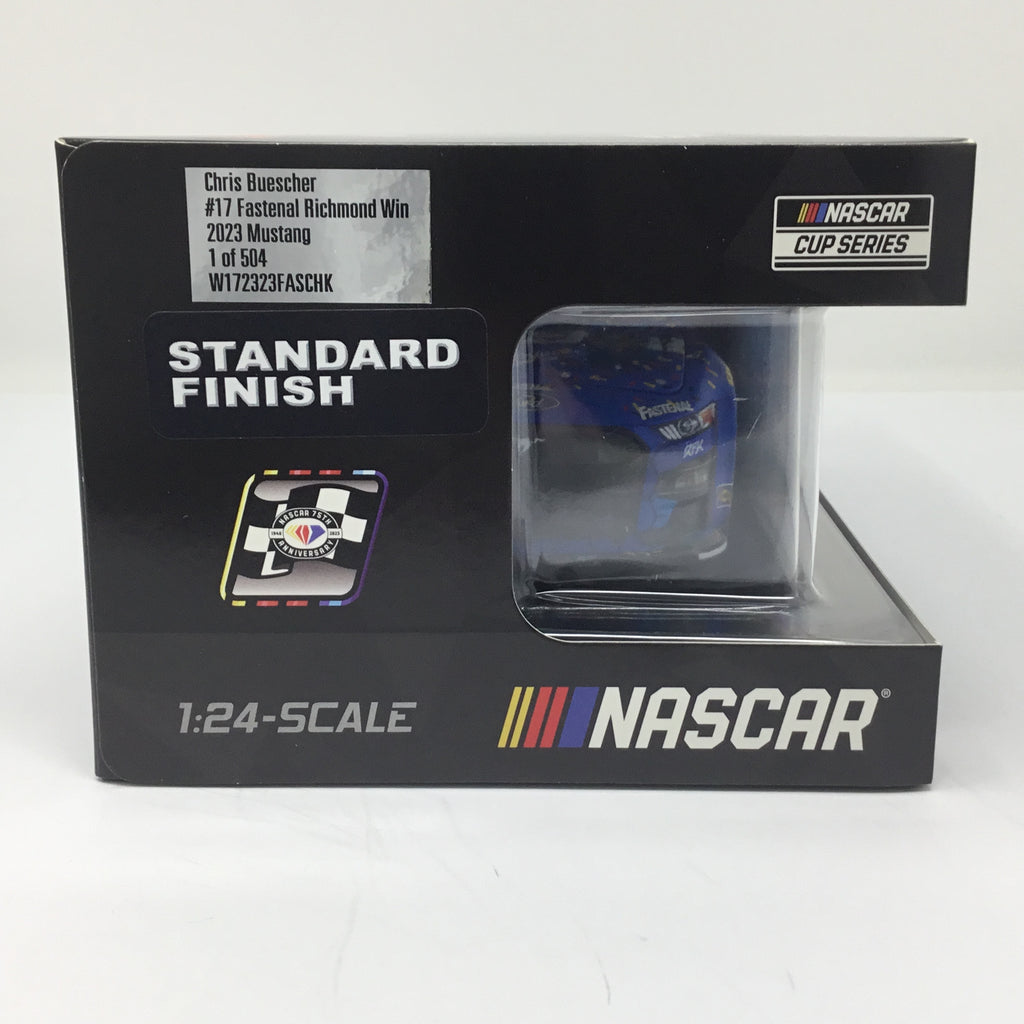 Chris Buescher
#17 Fastenal Richmond Win
2023 Mustang
1 of 504
W172323FASCHK
NASCAR
CUP SERIES
STANDARD
FINISH
FASTENAL
RFK
NASCAR 75TH
1948 2023
ANNIVERSARY
1:24-SCALE
NASCAR®